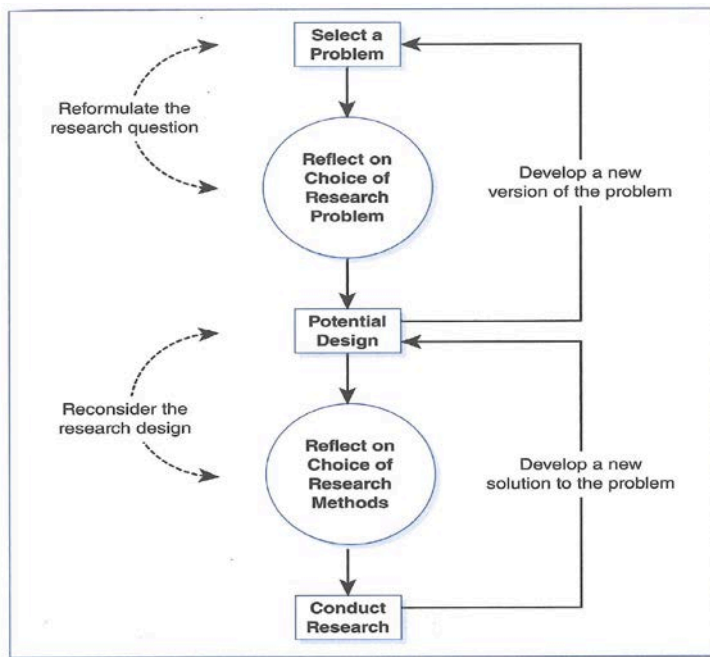 Select a
Problem
Reformulate the
research question
Reflect on
Choice of
Research
Problem
Develop a new
version of the problem
Potential
Design
Reconsider the
research design
Reflect on
Choice of
Research
Methods
Develop a new
solution to the problem
Conduct
Research